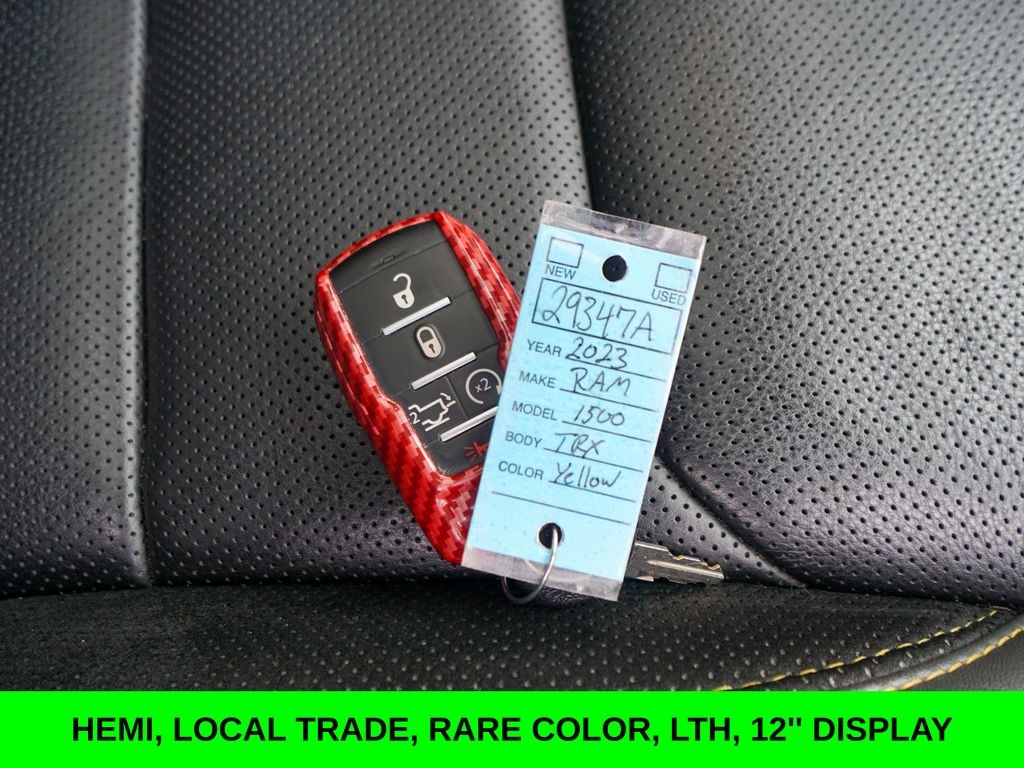 NEW
USED
29347A
YEAR 2023
MAKE RAM
MODEL 1500
BODY TRX
COLOR Yellow
x2
HEMI, LOCAL TRADE, RARE COLOR, LTH, 12" DISPLAY